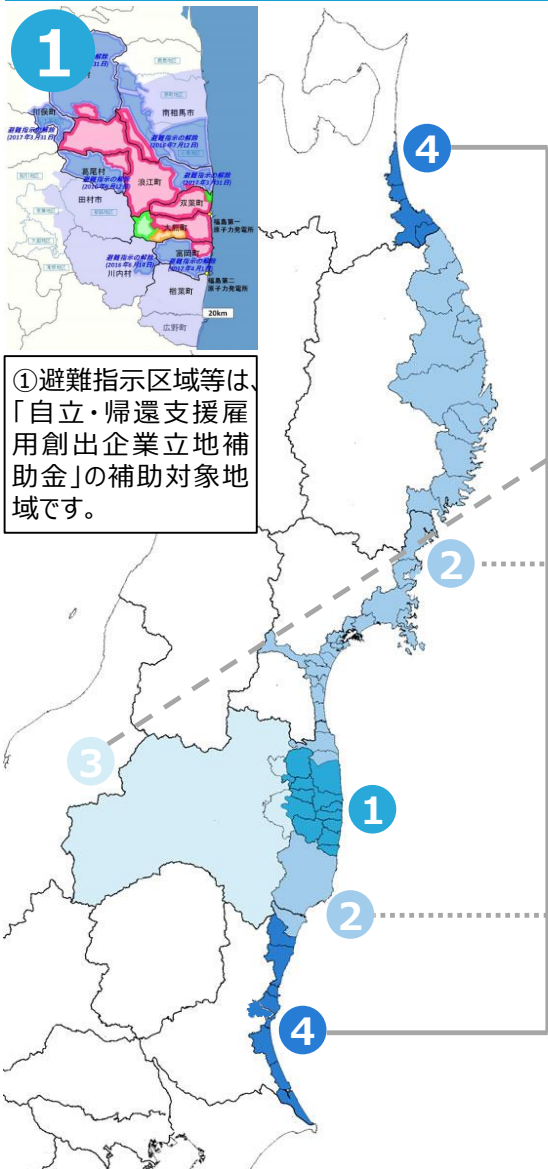 1
南相馬市
川俣町
避難指示の解除
(2017年3月31日)
避難指示の解除
(2016年7月12日)
葛尾村
避難指示の解除
(2016年6月12日)
浪江町
避難指示の解除
(2017年3月31日)
双葉町
田村市
大熊町
福島第一
原子力発電所
富岡町
避難指示の解除
(2016年6月14日)
避難指示の解除
(2017年4月1日)
川内村
福島第二
原子力発電所
楢葉町
20km
広野町
①避難指示区域等は、
「自立・帰還支援雇
用創出企業立地補
助金」の補助対象地
域です。
4
2
3
1
2
4